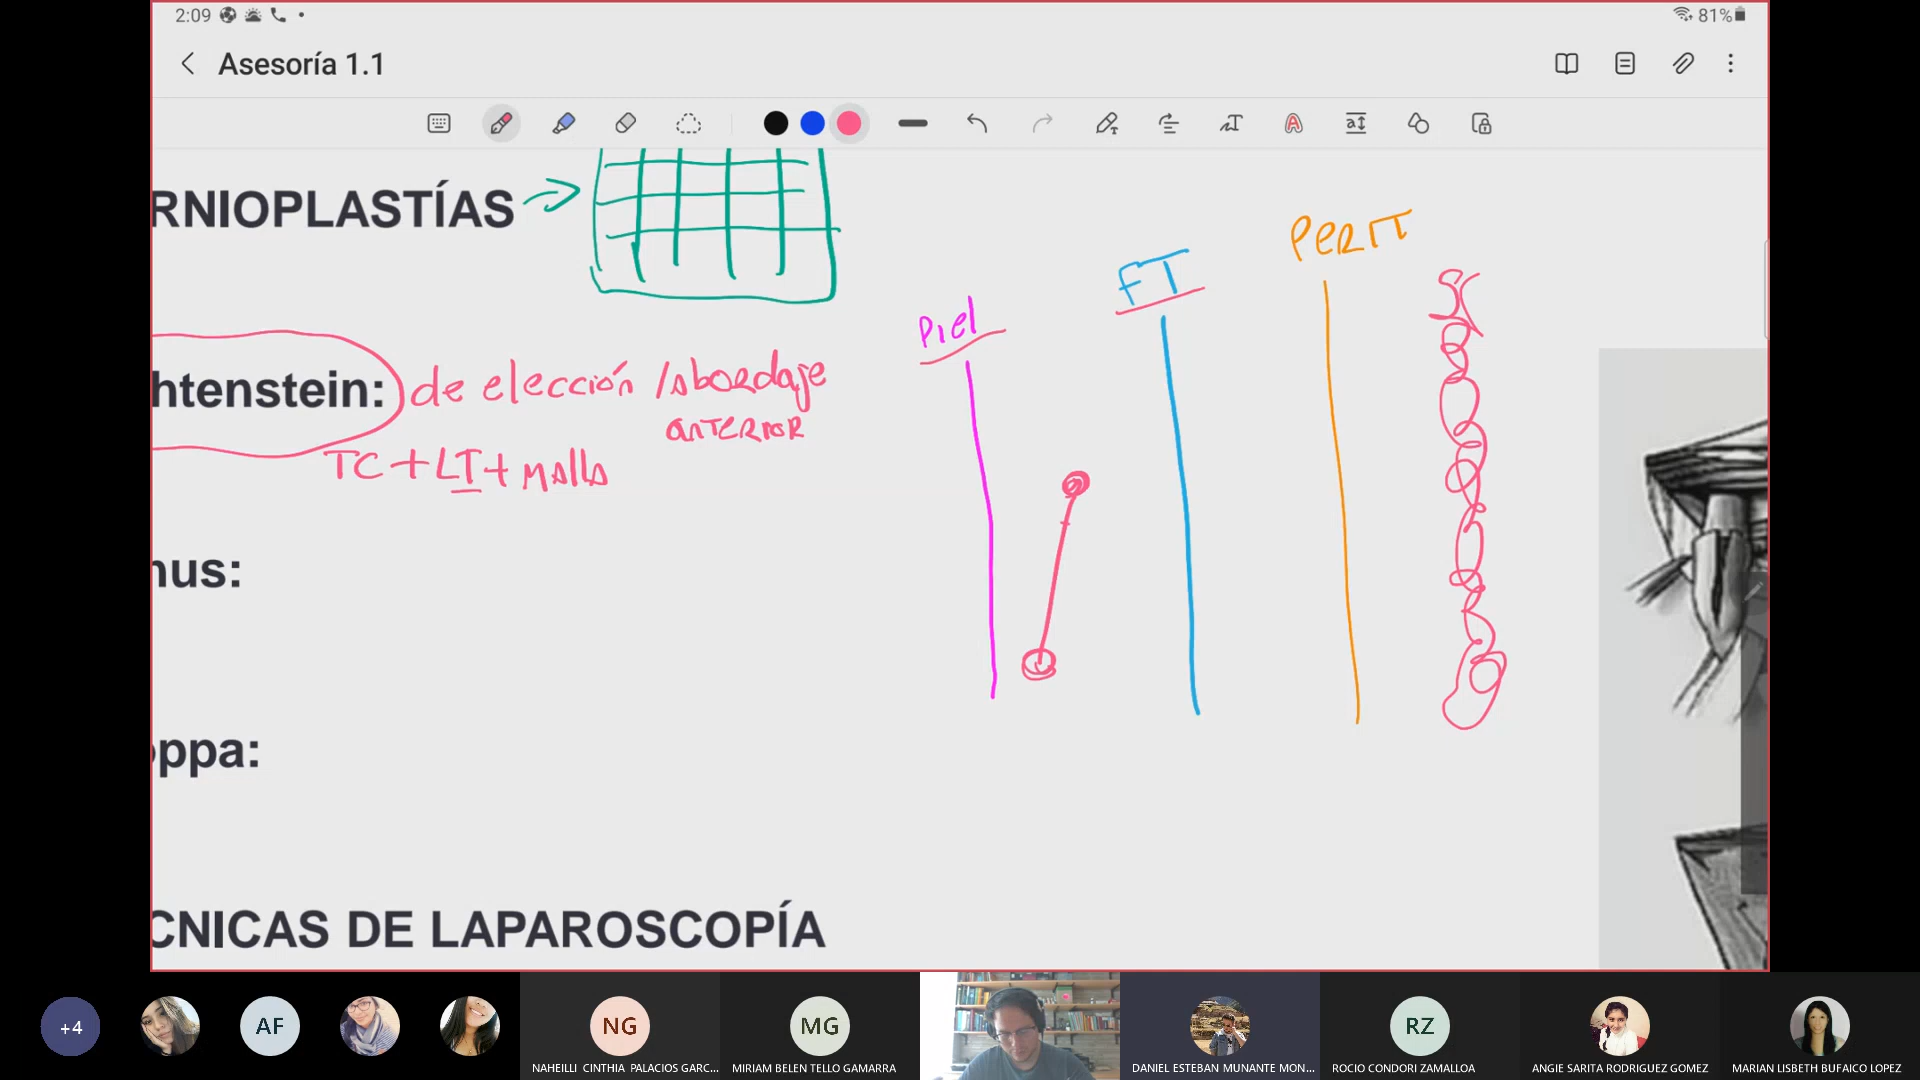 2:09
81%
Asesoría 1.1
RNIOPLASTÍAS
PERIT
FT
Piel
htenstein: de elección / abordaje
anterior
TC + LT + malla
nus:
oppa:
CNICAS DE LAPAROSCOPÍA
+4
AF
NG
MG
RZ
NAHEILLI CINTHIA PALACIOS GARC...
MIRIAM BELEN TELLO GAMARRA
DANIEL ESTEBAN MUNANTE MON...
ROCIO CONDORI ZAMALLOA
ANGIE SARITA RODRIGUEZ GOMEZ
MARIAN LISBETH BUFAICO LOPEZ